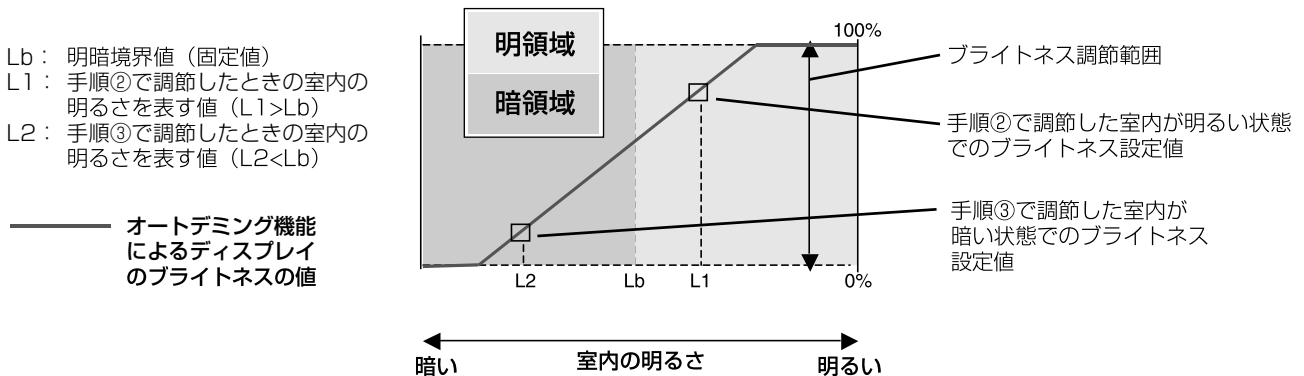 Lb： 明暗境界値（固定値）
L1： 手順②で調節したときの室内の
明るさを表す値（L1>Lb）
L2： 手順③で調節したときの室内の
明るさを表す値（L2<Lb）
オートデミング機能
によるディスプレイ
のブライトネスの値
明領域
暗領域
100%
L2
Lb
L1
0%
暗い
室内の明るさ
明るい
ブライトネス調節範囲
手順②で調節した室内が明るい状態
でのブライトネス設定値
手順③で調節した室内が
暗い状態でのブライトネス
設定値